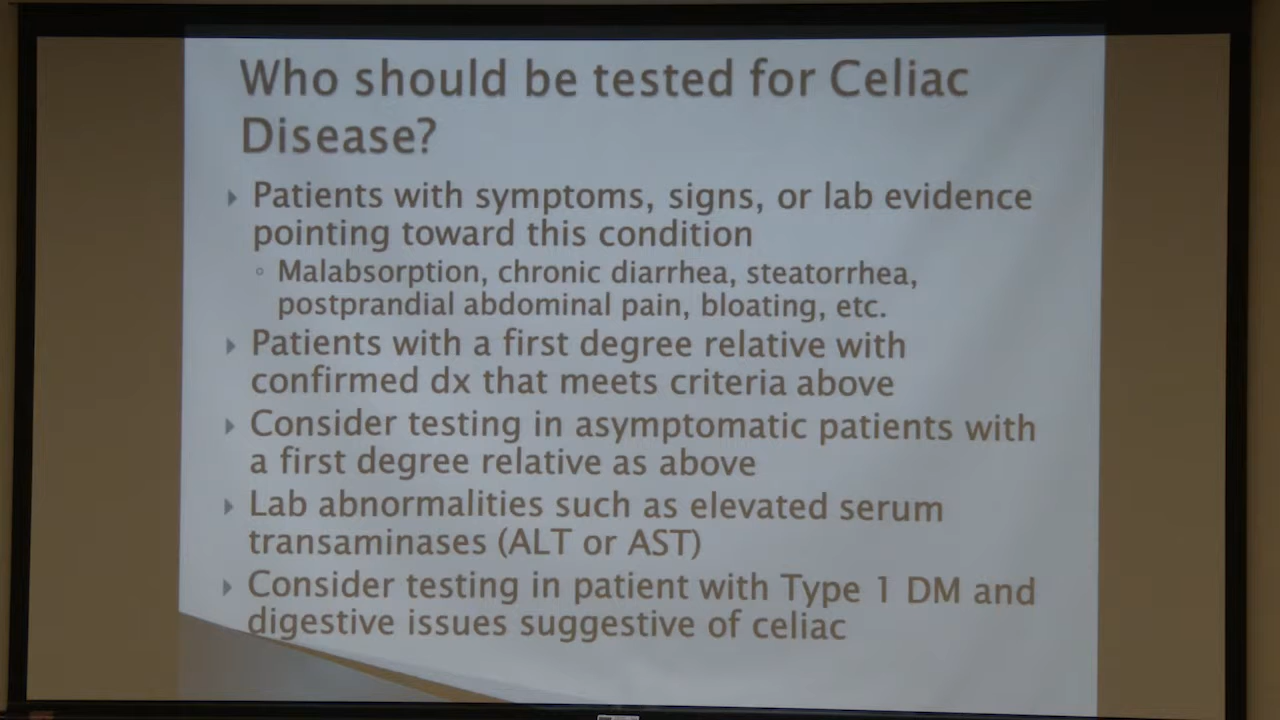 Who should be tested for Celiac
Disease?
Patients with symptoms, signs, or lab evidence
pointing toward this condition
Malabsorption, chronic diarrhea, steatorrhea,
postprandial abdominal pain, bloating, etc.
Patients with a first degree relative with
confirmed dx that meets criteria above
Consider testing in asymptomatic patients with
a first degree relative as above
Lab abnormalities such as elevated serum
transaminases (ALT or AST)
Consider testing in patient with Type 1 DM and
digestive issues suggestive of celiac